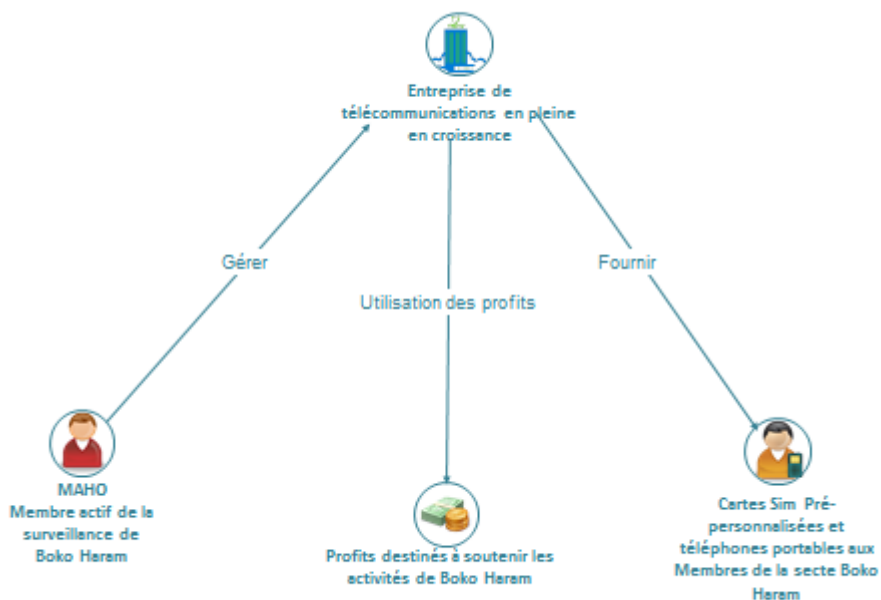 Entreprise de
télécommunications en pleine
en croissance
Gérer
Fournir
Utilisation des profits
MAHO
Membre actif de la
surveillance de
Boko Haram
Profits destinés à soutenir les
activités de Boko Haram
Cartes Sim Pré-
personnalisées et
téléphones portables aux
Membres de la secte Boko
Haram